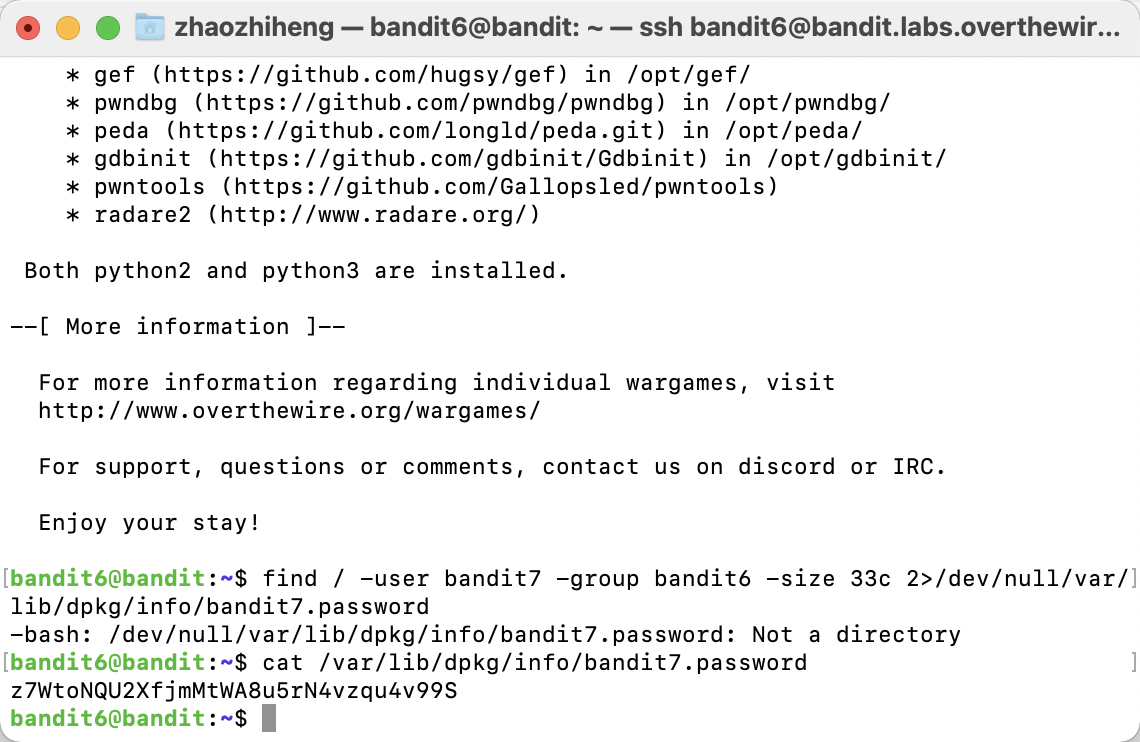 zhaozhiheng — bandit6@bandit: ~ — ssh bandit6@bandit.labs.overthewir...
* gef (https://github.com/hugsy/gef) in /opt/gef/
* pwndbg (https://github.com/pwndbg/pwndbg) in /opt/pwndbg/
* peda (https://github.com/longld/peda.git) in /opt/peda/
* gdbinit (https://github.com/gdbinit/Gdbinit) in /opt/gdbinit/
* pwntools (https://github.com/Gallopsled/pwntools)
* radare2 (http://www.radare.org/)
Both python2 and python3 are installed.
--[ More information ]--
For more information regarding individual wargames, visit
http://www.overthewire.org/wargames/
For support, questions or comments, contact us on discord or IRC.
Enjoy your stay!
[bandit6@bandit:~$ find / -user bandit7 -group bandit6 -size 33c 2>/dev/null/var/]
lib/dpkg/info/bandit7.password
-bash: /dev/null/var/lib/dpkg/info/bandit7.password: Not a directory
[bandit6@bandit:~$ cat /var/lib/dpkg/info/bandit7.password ]
z7WtoNQU2XfjmMtWA8u5rN4vzqu4v99S
bandit6@bandit:~$